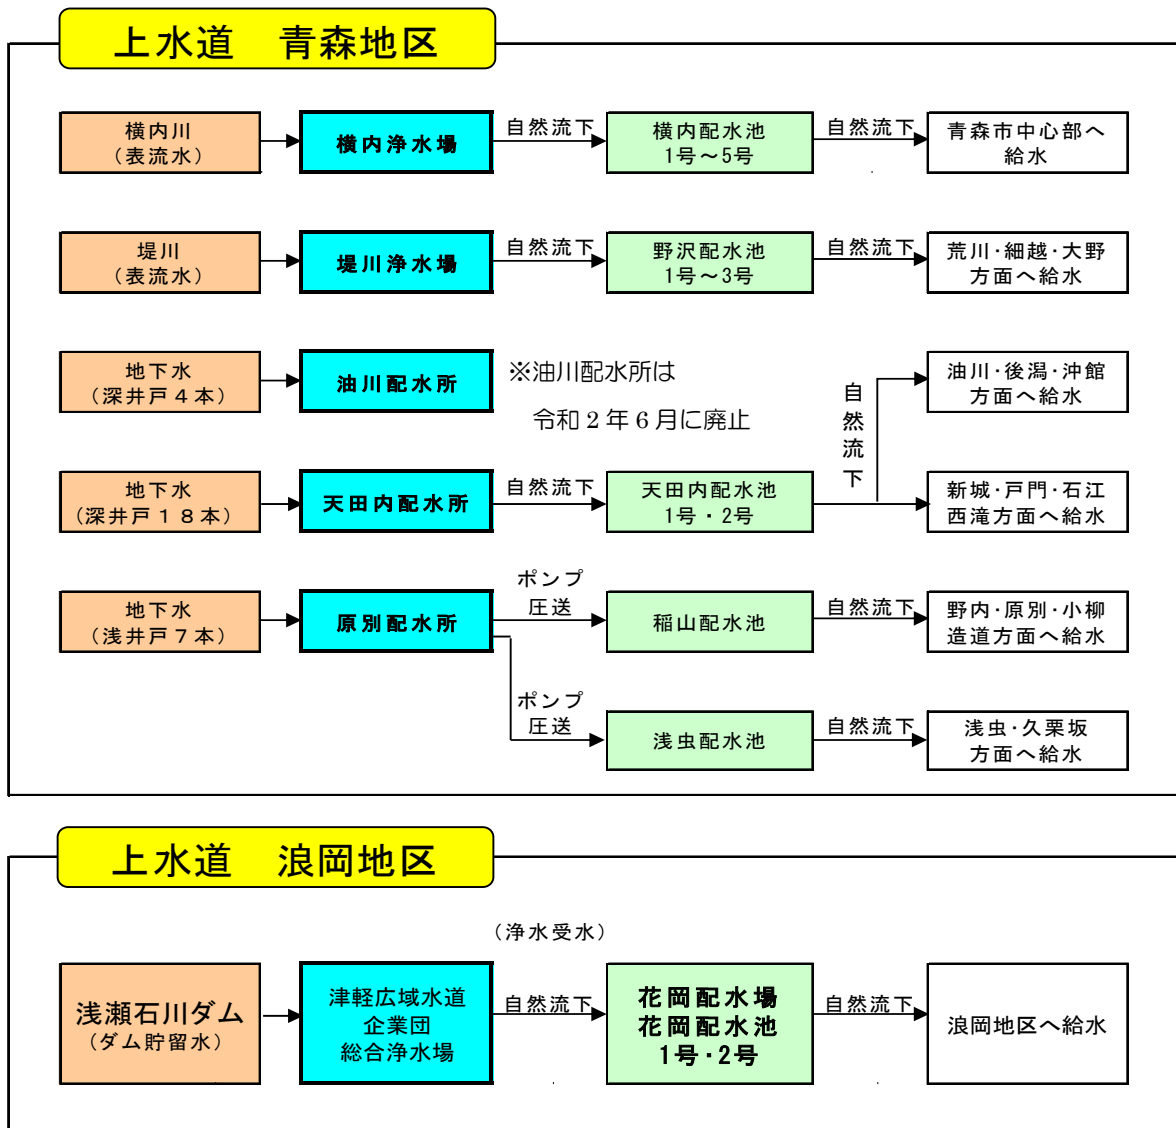 上水道　青森地区
横内川
（表流水）
横内浄水場
自然流下
横内配水池
1号～5号
自然流下
青森市中心部へ
給水
堤川
（表流水）
堤川浄水場
自然流下
野沢配水池
1号～3号
自然流下
荒川･細越･大野
方面へ給水
地下水
（深井戸４本）
油川配水所
※油川配水所は
令和２年６月に廃止
自然流下
油川･後潟･沖館
方面へ給水
地下水
（深井戸１８本）
天田内配水所
自然流下
天田内配水池
1号・2号
新城･戸門･石江
西滝方面へ給水
地下水
（浅井戸７本）
原別配水所
ポンプ
圧送
稲山配水池
自然流下
野内･原別･小柳
造道方面へ給水
ポンプ
圧送
浅虫配水池
自然流下
浅虫･久栗坂
方面へ給水
上水道　浪岡地区
（浄水受水）
浅瀬石川ダム
（ダム貯留水）
津軽広域水道
企業団
総合浄水場
自然流下
花岡配水場
花岡配水池
1号･2号
自然流下
浪岡地区へ給水